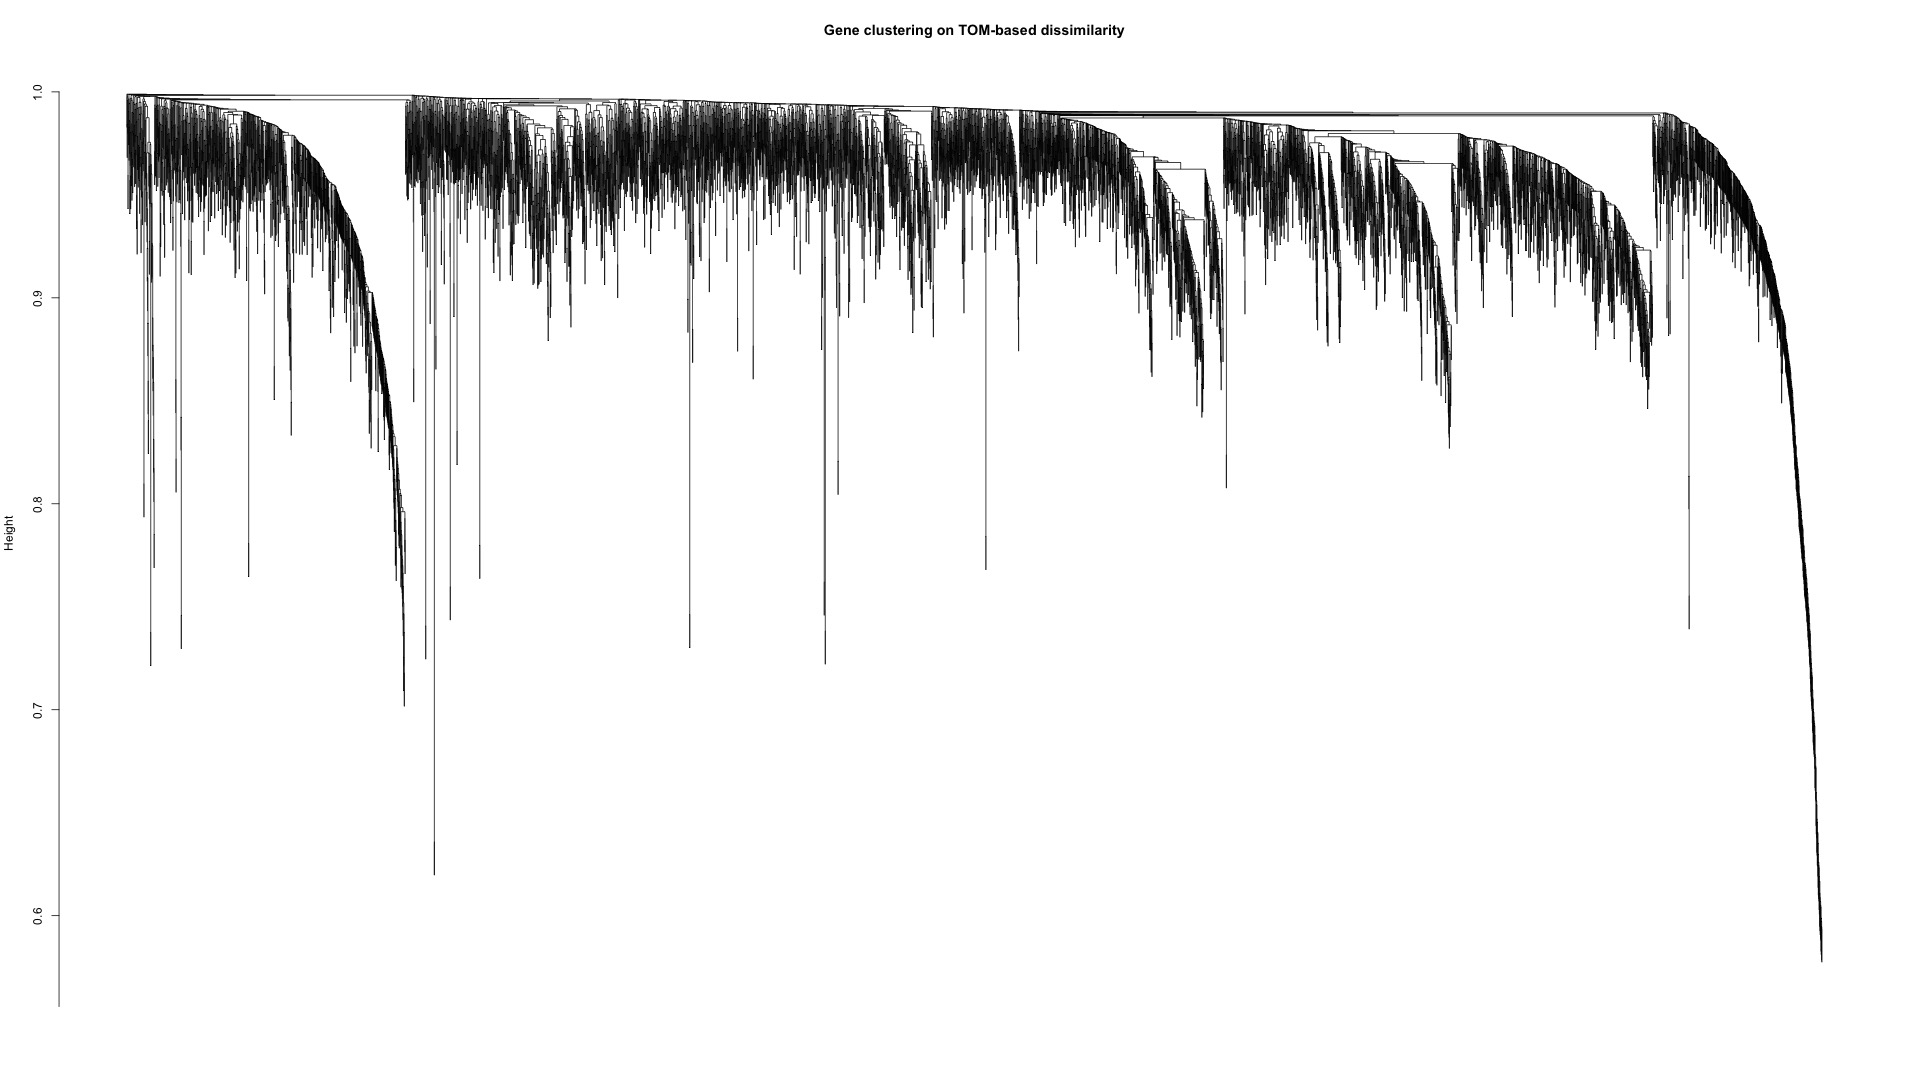 Gene clustering on TOM-based dissimilarity
1.0
0.9
0.8
0.7
0.6
Height